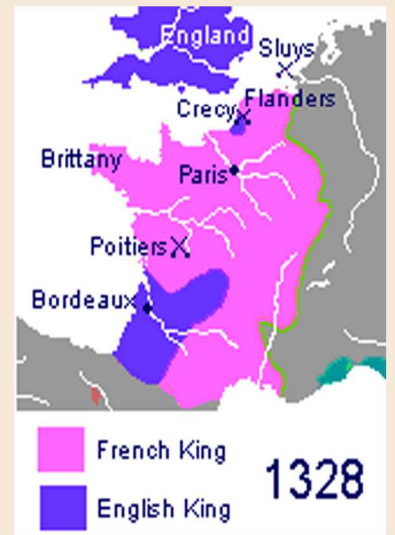 England
Sluys
Flanders
Crecy
Brittany
Paris
Poitiers
Bordeaux
French King
1328
English King